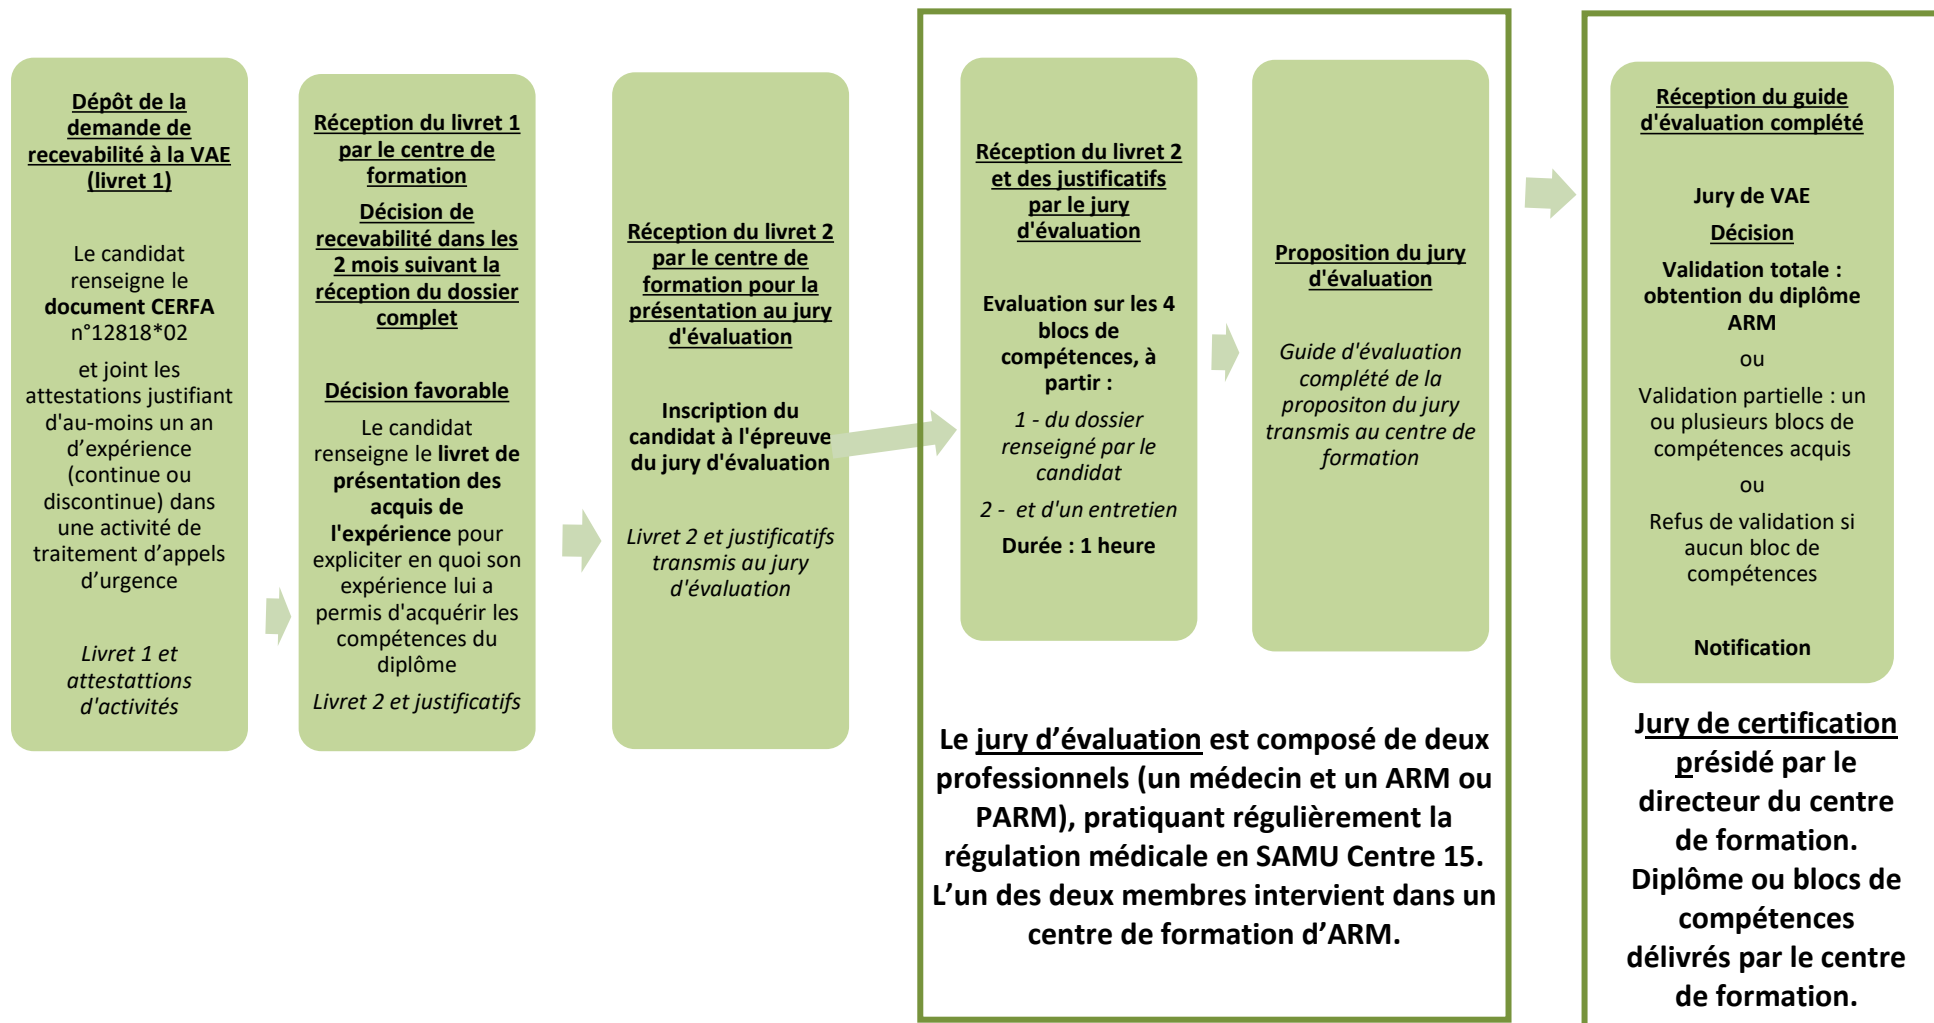 Dépôt de la
demande de
recevabilité à la VAE
(livret 1)
Le candidat
renseigne le
document CERFA
n°12818*02
et joint les
attestations justifiant
d'au-moins un an
d’expérience
(continue ou
discontinue) dans
une activité de
traitement d’appels
d’urgence
Livret 1 et
attestattions
d'activités
Réception du livret 1
par le centre de
formation
Décision de
recevabilité dans les
2 mois suivant la
réception du dossier
complet
Décision favorable
Le candidat
renseigne le livret de
présentation des
acquis de
l'expérience pour
expliciter en quoi son
expérience lui a
permis d'acquérir les
compétences du
diplôme
Livret 2 et justificatifs
Réception du livret 2
par le centre de
formation pour la
présentation au jury
d'évaluation
Inscription du
candidat à l'épreuve
du jury d'évaluation
Livret 2 et justificatifs
transmis au jury
d'évaluation
Réception du livret 2
et des justificatifs
par le jury
d'évaluation
Evaluation sur les 4
blocs de
compétences, à
partir :
1 - du dossier
renseigné par le
candidat
2 - et d'un entretien
Durée : 1 heure
Proposition du jury
d'évaluation
Guide d'évaluation
complété de la
propositon du jury
transmis au centre de
formation
Le jury d’évaluation est composé de deux
professionnels (un médecin et un ARM ou
PARM), pratiquant régulièrement la
régulation médicale en SAMU Centre 15.
L’un des deux membres intervient dans un
centre de formation d’ARM.
Réception du guide
d'évaluation complété
Jury de VAE
Décision
Validation totale :
obtention du diplôme
ARM
ou
Validation partielle : un
ou plusieurs blocs de
compétences acquis
ou
Refus de validation si
aucun bloc de
compétences
Notification
Jury de certification
présidé par le
directeur du centre
de formation.
Diplôme ou blocs de
compétences
délivrés par le centre
de formation.